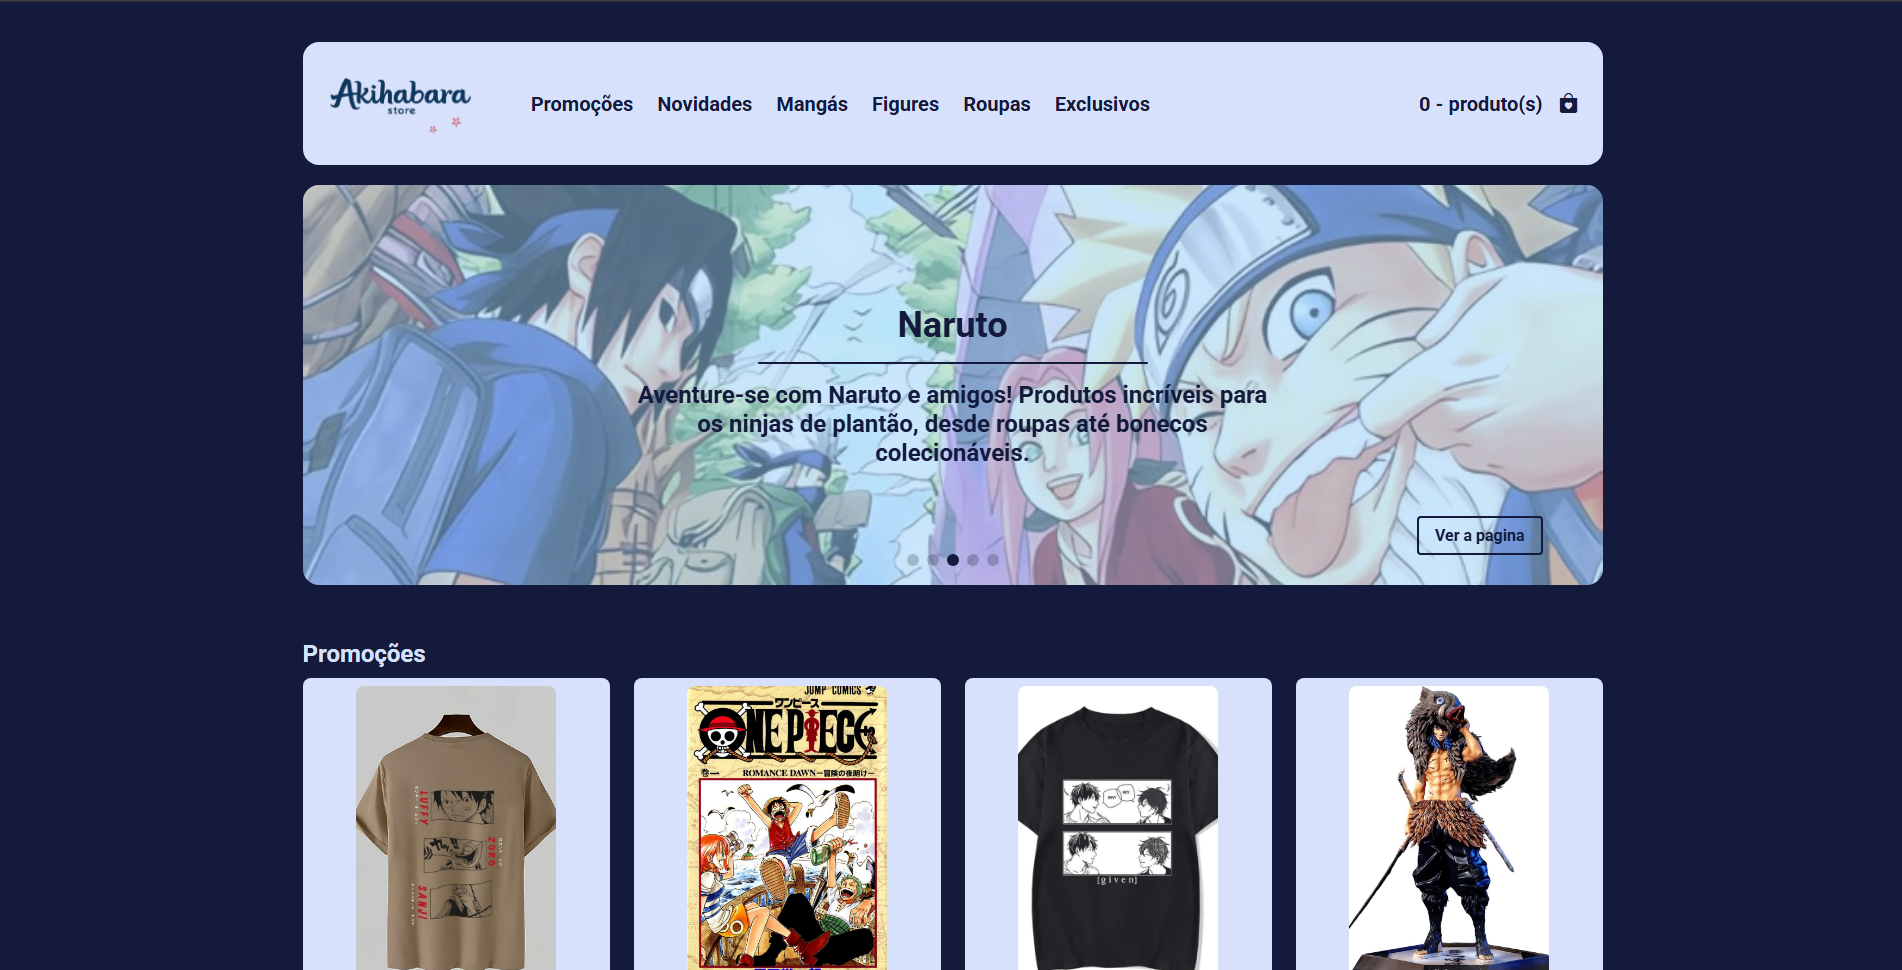 Akihabara
store
Promoções Novidades Mangás Figures Roupas Exclusivos
0 - produto(s)
Naruto
Aventure-se com Naruto e amigos! Produtos incríveis para
os ninjas de plantão, desde roupas até bonecos
colecionáveis.
Ver a pagina
Promoções
LUFFY
ZORO
SANJI
JUMP COMICS
ワンピース
ONE PIECE
巻一 ROMANCE DAWN—冒険の夜明け—
[given]